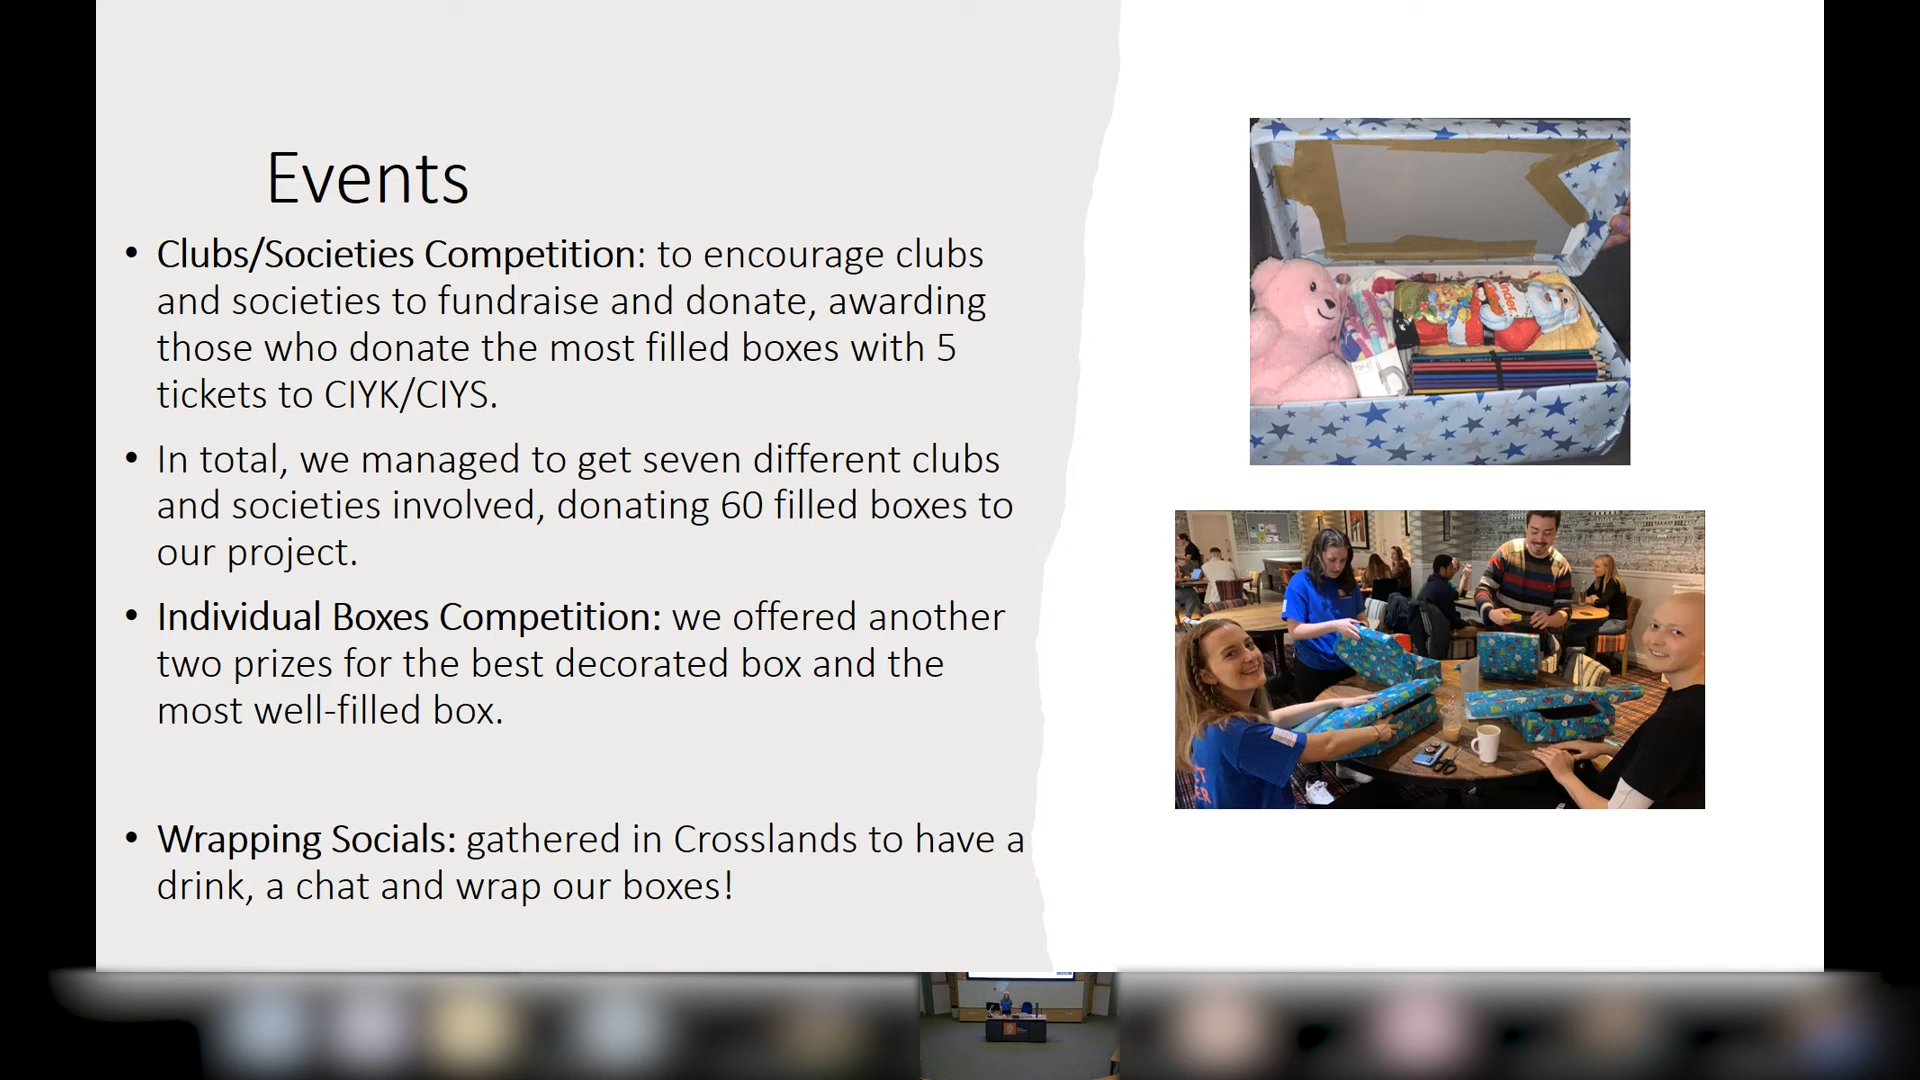 Events
• Clubs/Societies Competition: to encourage clubs
and societies to fundraise and donate, awarding
those who donate the most filled boxes with 5
tickets to CIYK/CIYS.
• In total, we managed to get seven different clubs
and societies involved, donating 60 filled boxes to
our project.
• Individual Boxes Competition: we offered another
two prizes for the best decorated box and the
most well-filled box.
• Wrapping Socials: gathered in Crosslands to have a
drink, a chat and wrap our boxes!